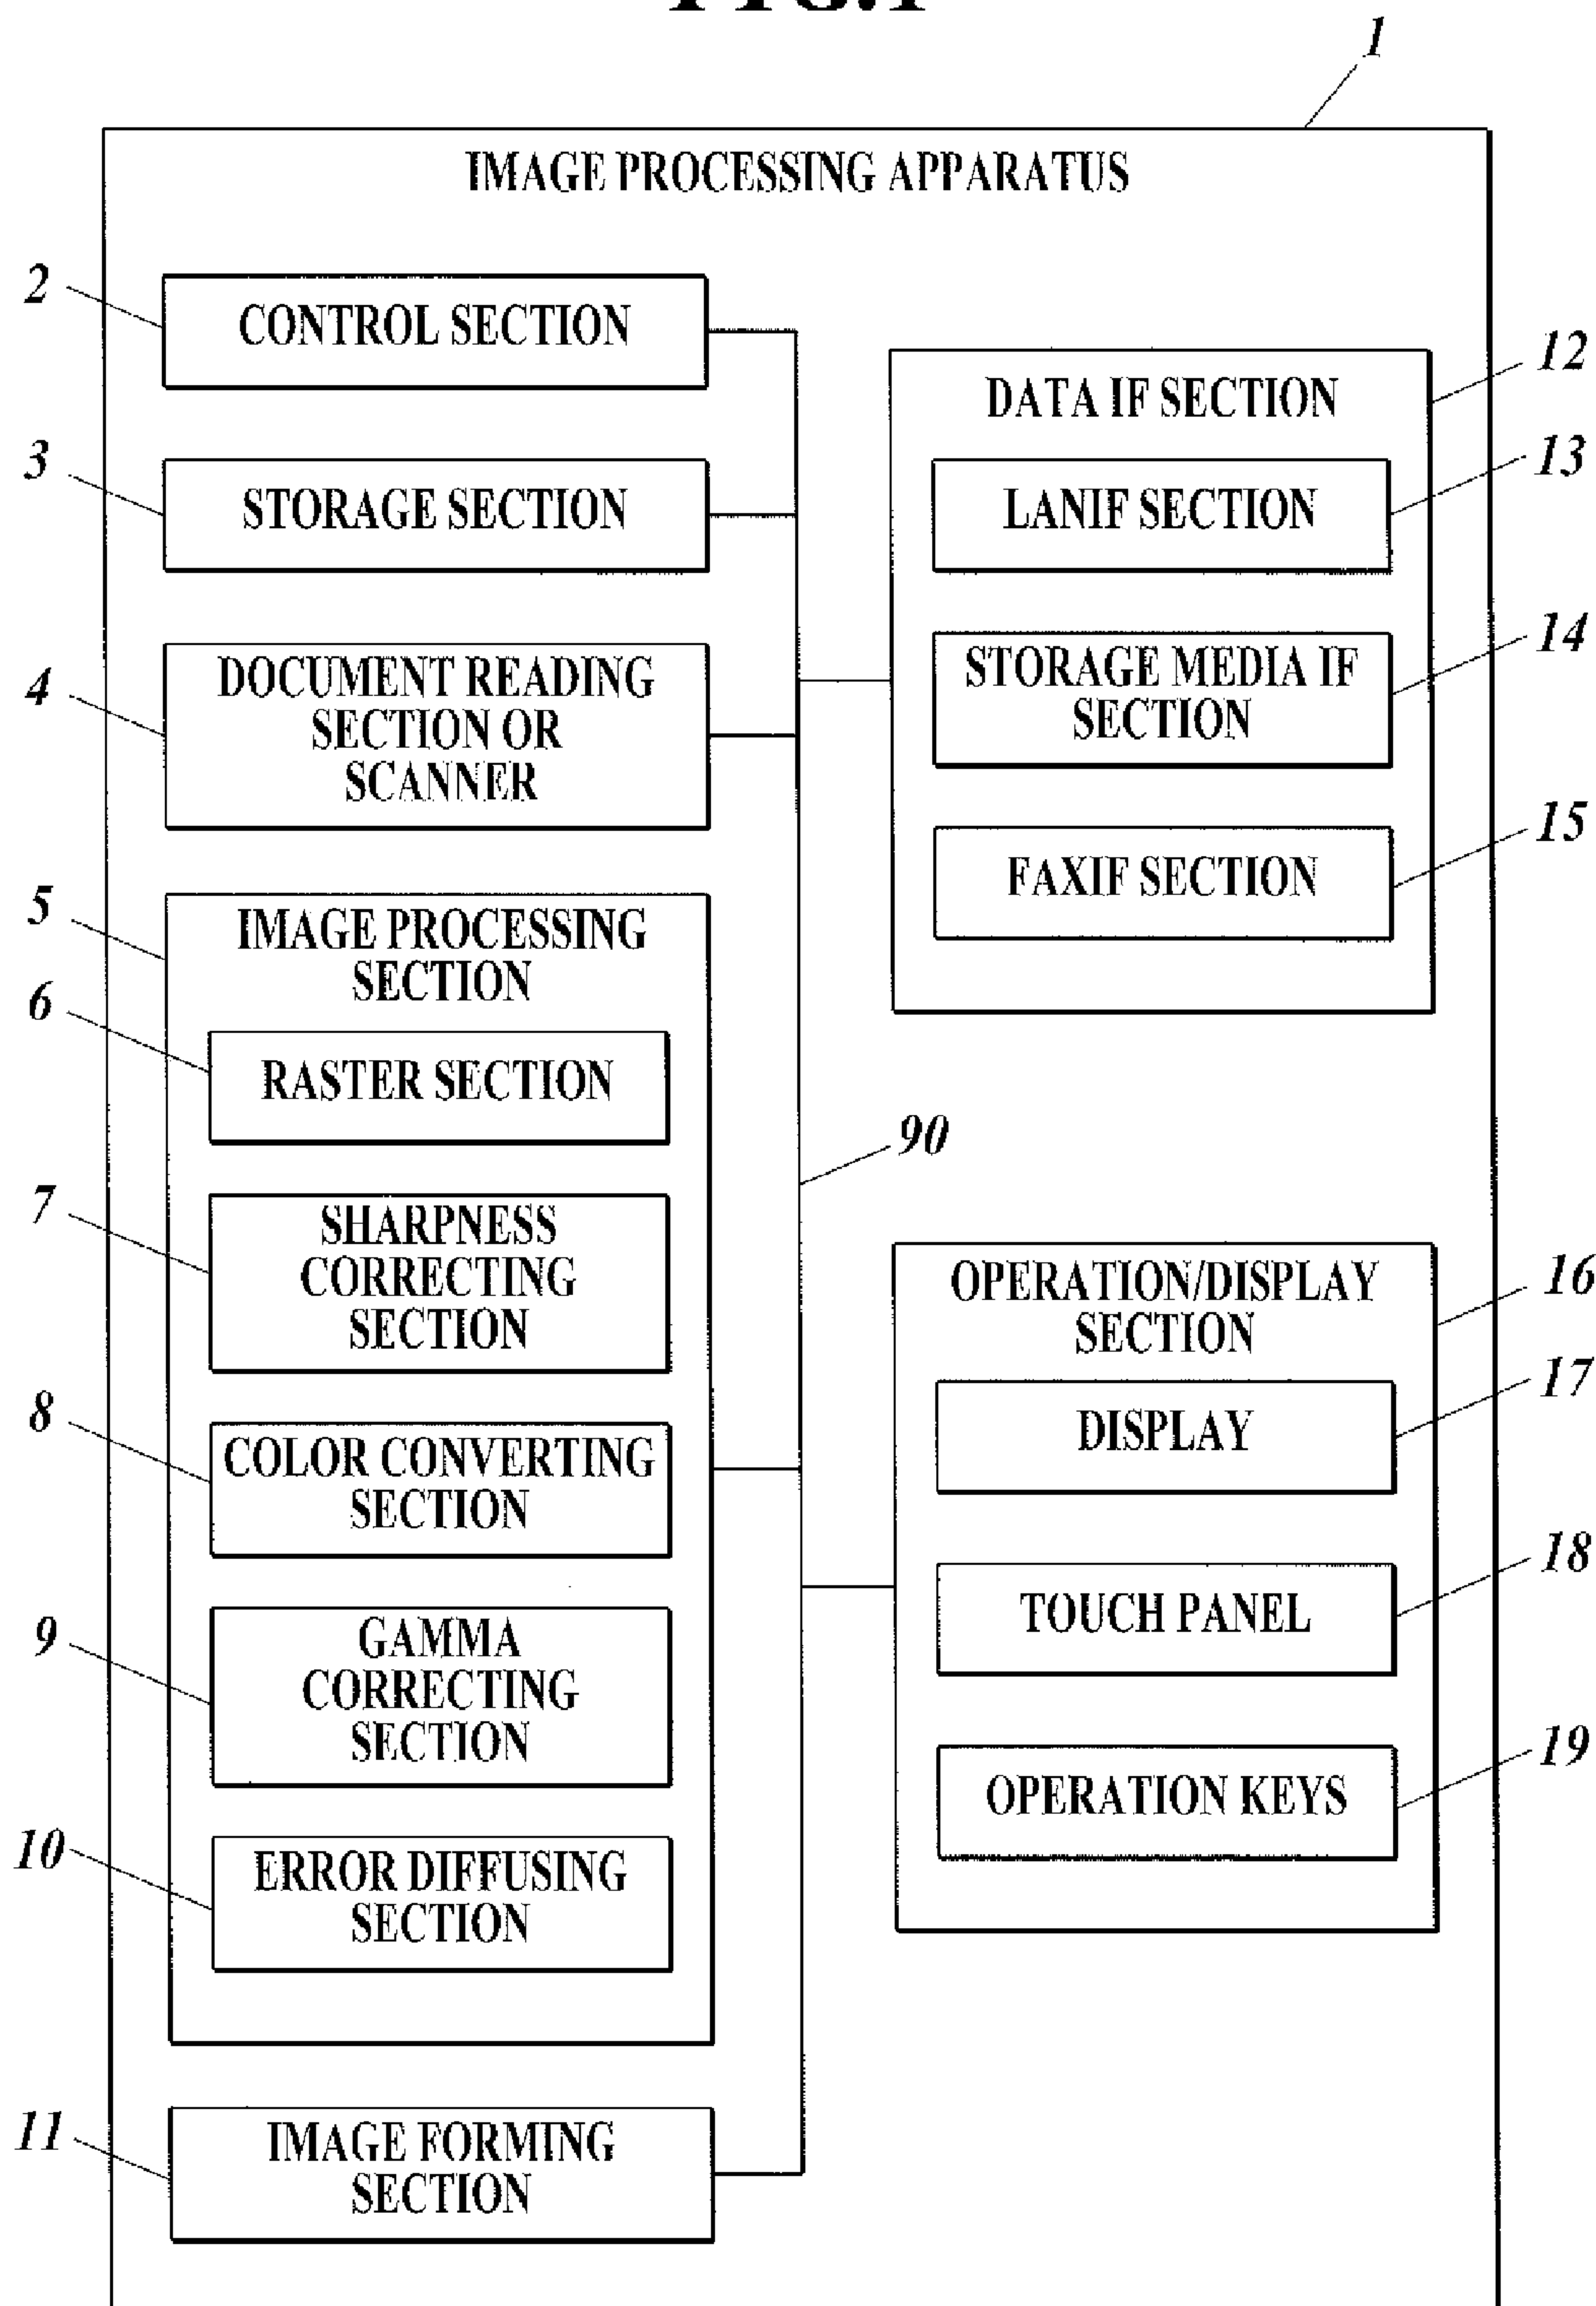 FIG.1
1
IMAGE PROCESSING APPARATUS
2
CONTROL SECTION
3
STORAGE SECTION
4
DOCUMENT READING
SECTION OR
SCANNER
5
IMAGE PROCESSING
SECTION
6
RASTER SECTION
7
SHARPNESS
CORRECTING
SECTION
8
COLOR CONVERTING
SECTION
9
GAMMA
CORRECTING
SECTION
10
ERROR DIFFUSING
SECTION
11
IMAGE FORMING
SECTION
90
12
DATA IF SECTION
13
LANIF SECTION
14
STORAGE MEDIA IF
SECTION
15
FAXIF SECTION
16
OPERATION/DISPLAY
SECTION
17
DISPLAY
18
TOUCH PANEL
19
OPERATION KEYS